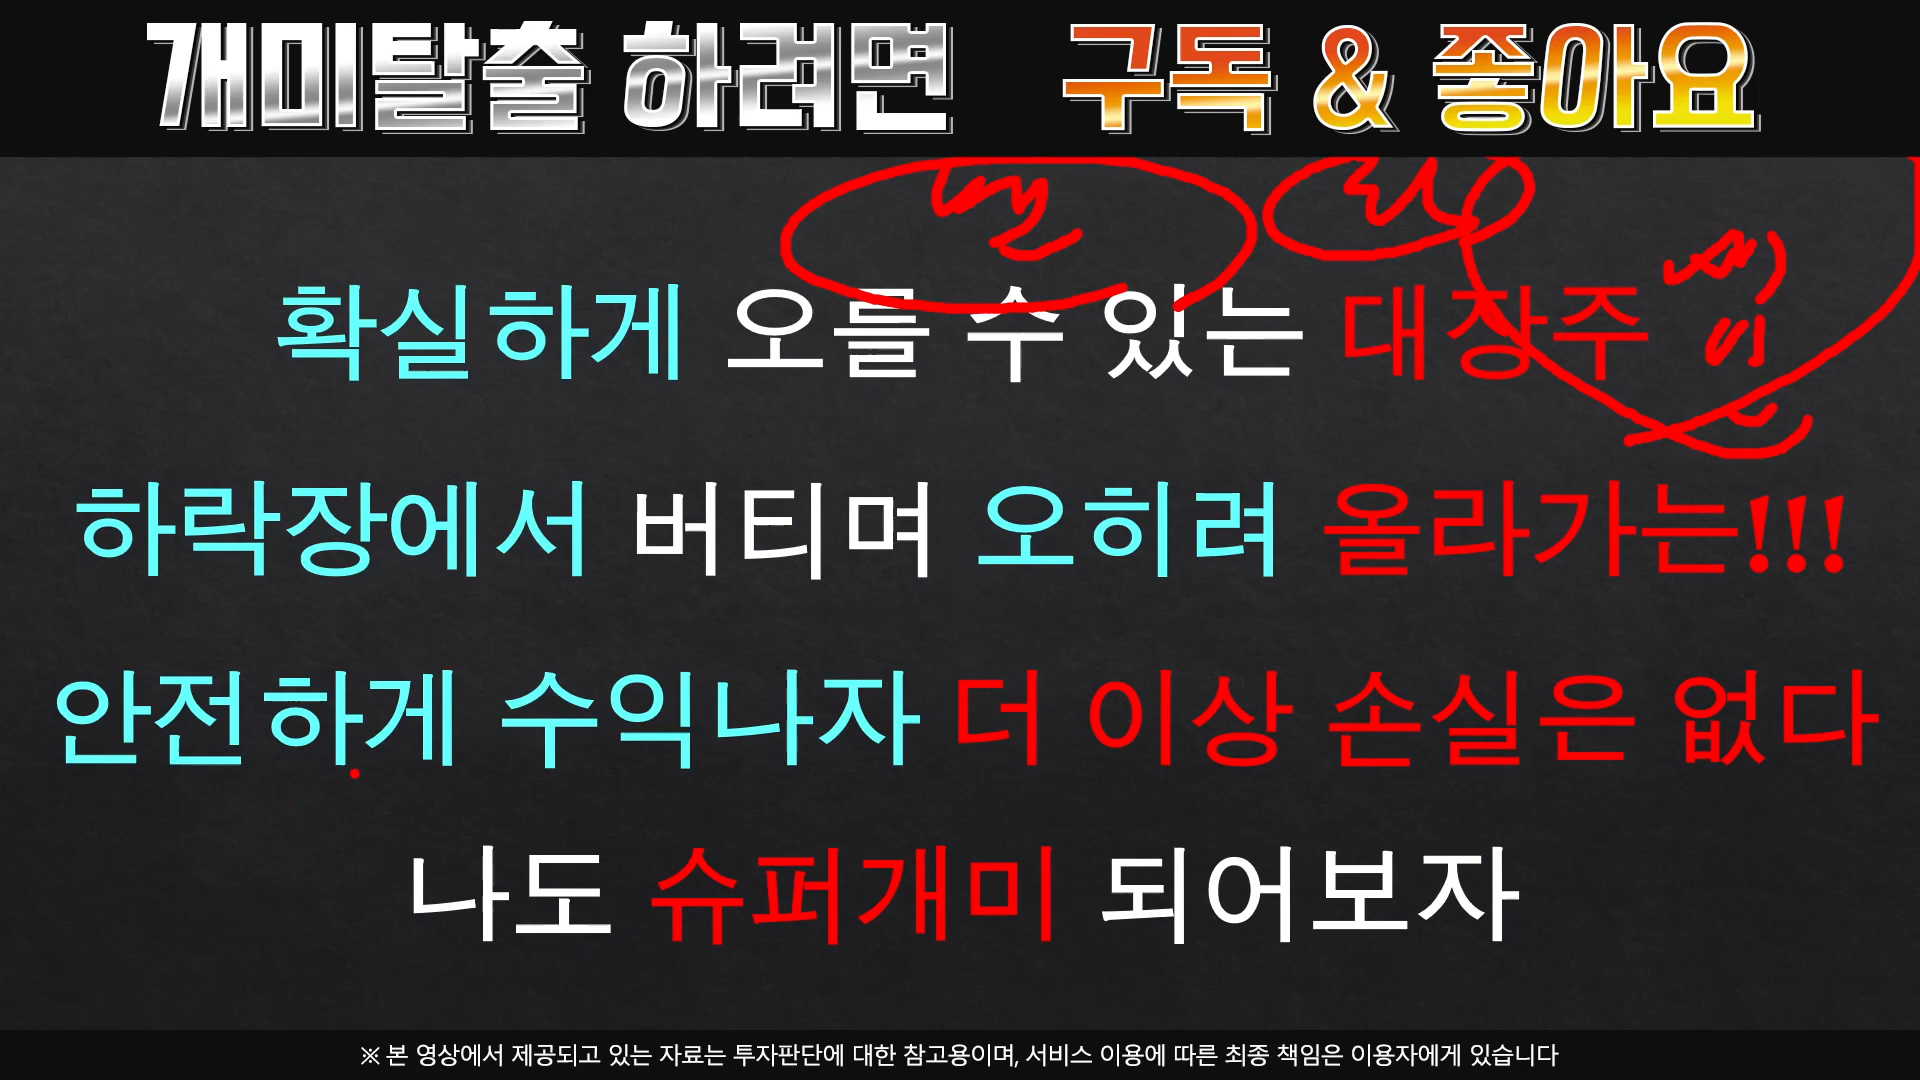 개미탈출 하려면 구독 & 좋아요
확실하게 오를 수 있는 대장주
하락장에서 버티며 오히려 올라가는!!!
안전하게 수익나자 더 이상 손실은 없다
나도 슈퍼개미 되어보자
※ 본 영상에서 제공되고 있는 자료는 투자판단에 대한 참고용이며, 서비스 이용에 따른 최종 책임은 이용자에게 있습니다